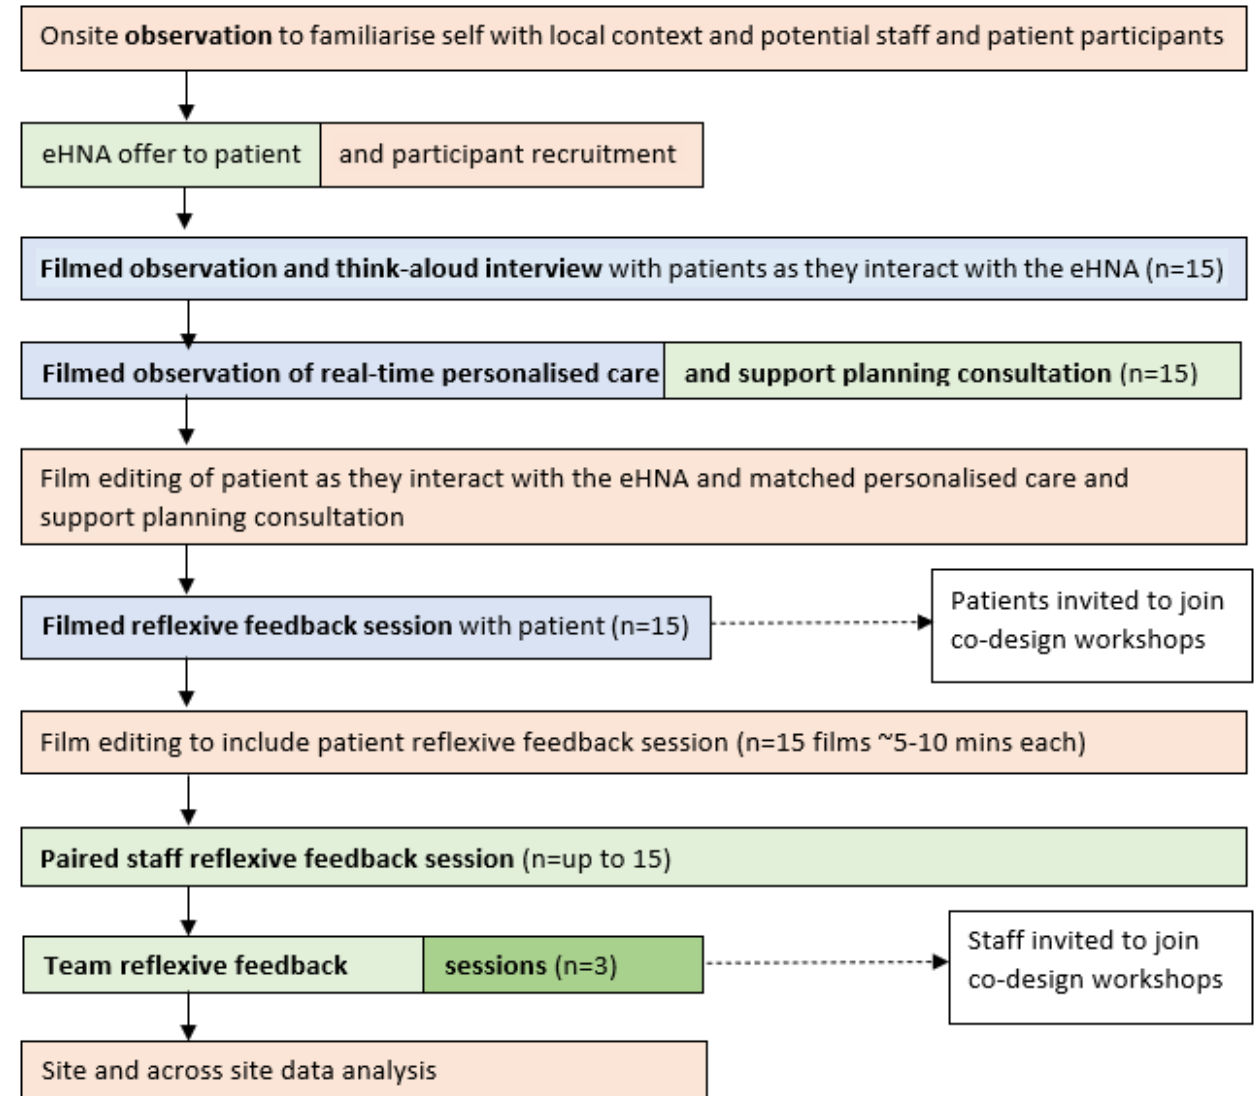 Onsite observation to familiarise self with local context and potential staff and patient participants
eHNA offer to patient and participant recruitment
Filmed observation and think-aloud interview with patients as they interact with the eHNA (n=15)
Filmed observation of real-time personalised care and support planning consultation (n=15)
Film editing of patient as they interact with the eHNA and matched personalised care and
support planning consultation
Filmed reflexive feedback session with patient (n=15)
Patients invited to join
co-design workshops
Film editing to include patient reflexive feedback session (n=15 films ~5-10 mins each)
Paired staff reflexive feedback session (n=up to 15)
Team reflexive feedback sessions (n=3)
Staff invited to join
co-design workshops
Site and across site data analysis